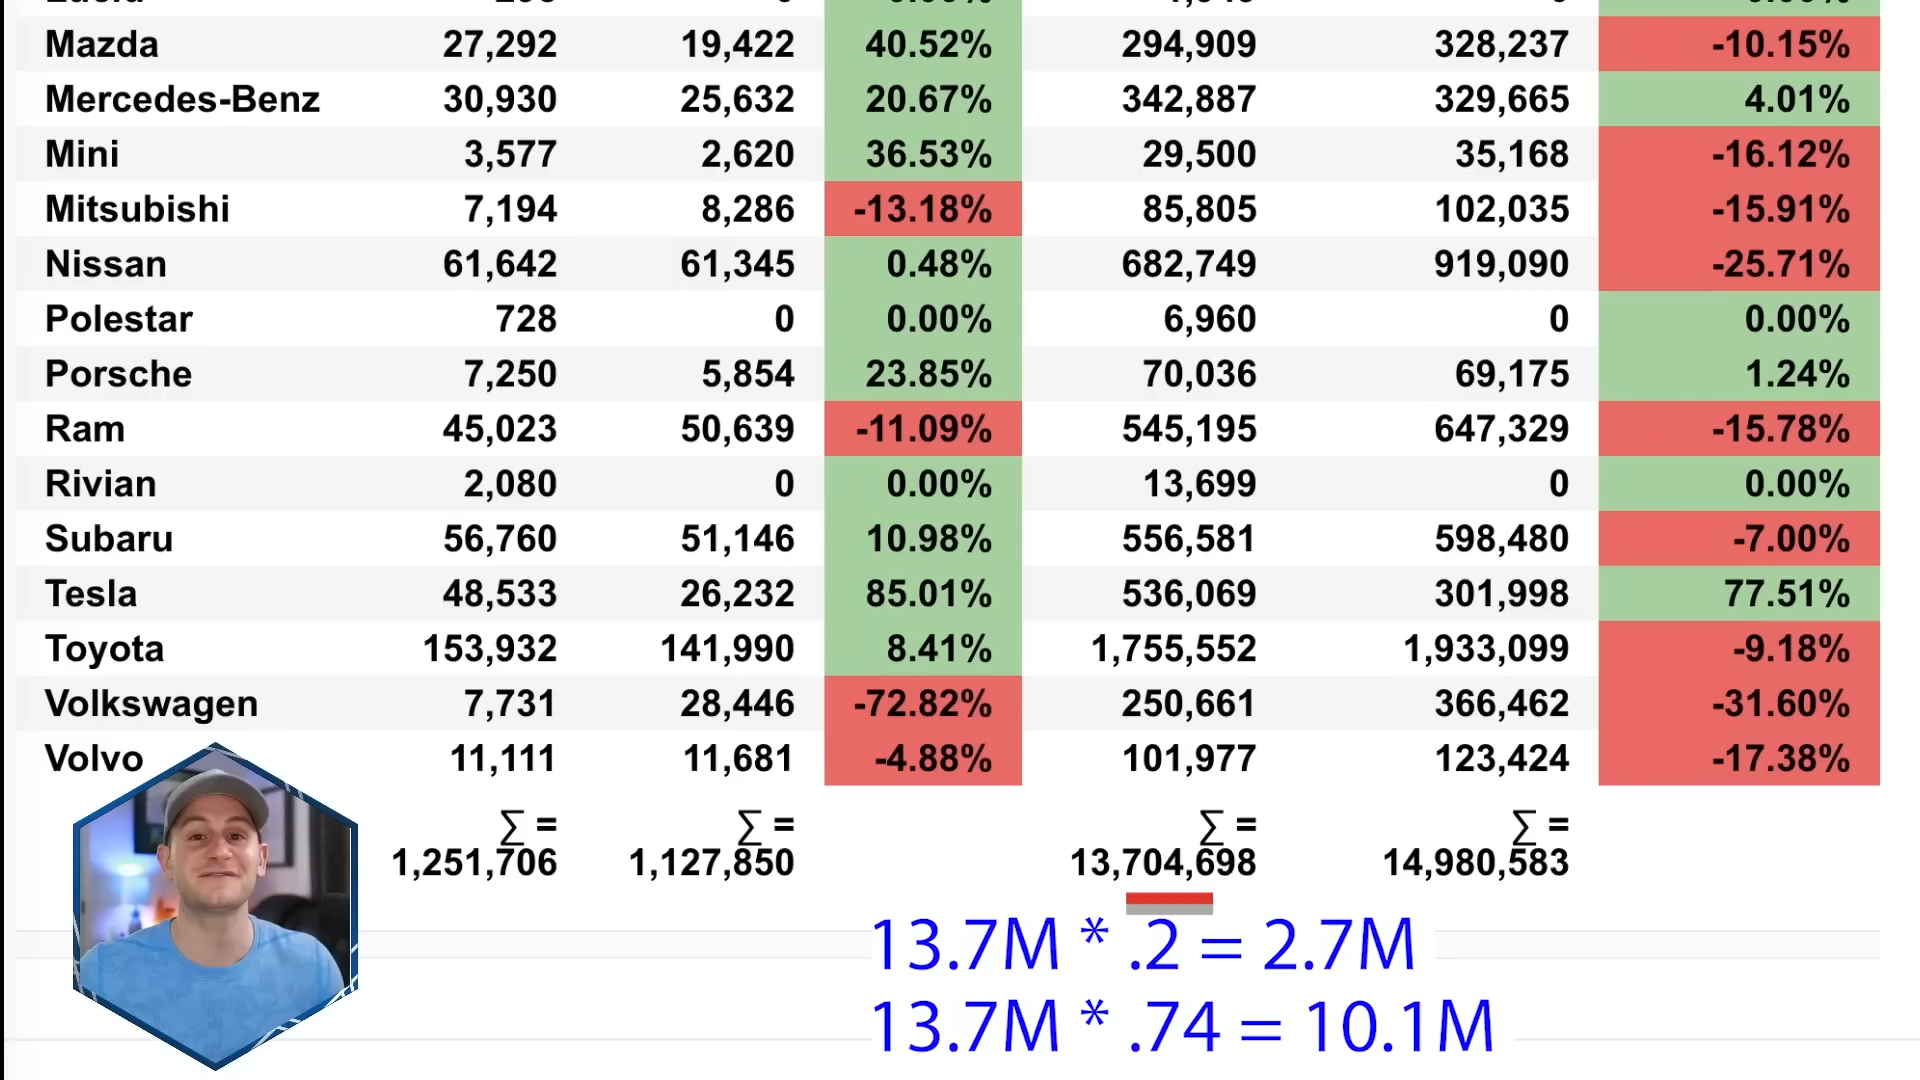 Mazda 27,292 19,422 40.52% 294,909 328,237 -10.15%
Mercedes-Benz 30,930 25,632 20.67% 342,887 329,665 4.01%
Mini 3,577 2,620 36.53% 29,500 35,168 -16.12%
Mitsubishi 7,194 8,286 -13.18% 85,805 102,035 -15.91%
Nissan 61,642 61,345 0.48% 682,749 919,090 -25.71%
Polestar 728 0 0.00% 6,960 0 0.00%
Porsche 7,250 5,854 23.85% 70,036 69,175 1.24%
Ram 45,023 50,639 -11.09% 545,195 647,329 -15.78%
Rivian 2,080 0 0.00% 13,699 0 0.00%
Subaru 56,760 51,146 10.98% 556,581 598,480 -7.00%
Tesla 48,533 26,232 85.01% 536,069 301,998 77.51%
Toyota 153,932 141,990 8.41% 1,755,552 1,933,099 -9.18%
Volkswagen 7,731 28,446 -72.82% 250,661 366,462 -31.60%
Volvo 11,111 11,681 -4.88% 101,977 123,424 -17.38%
∑ = ∑ = ∑ = ∑ =
1,251,706 1,127,850 13,704,698 14,980,583
13.7M * .2 = 2.7M
13.7M * .74 = 10.1M